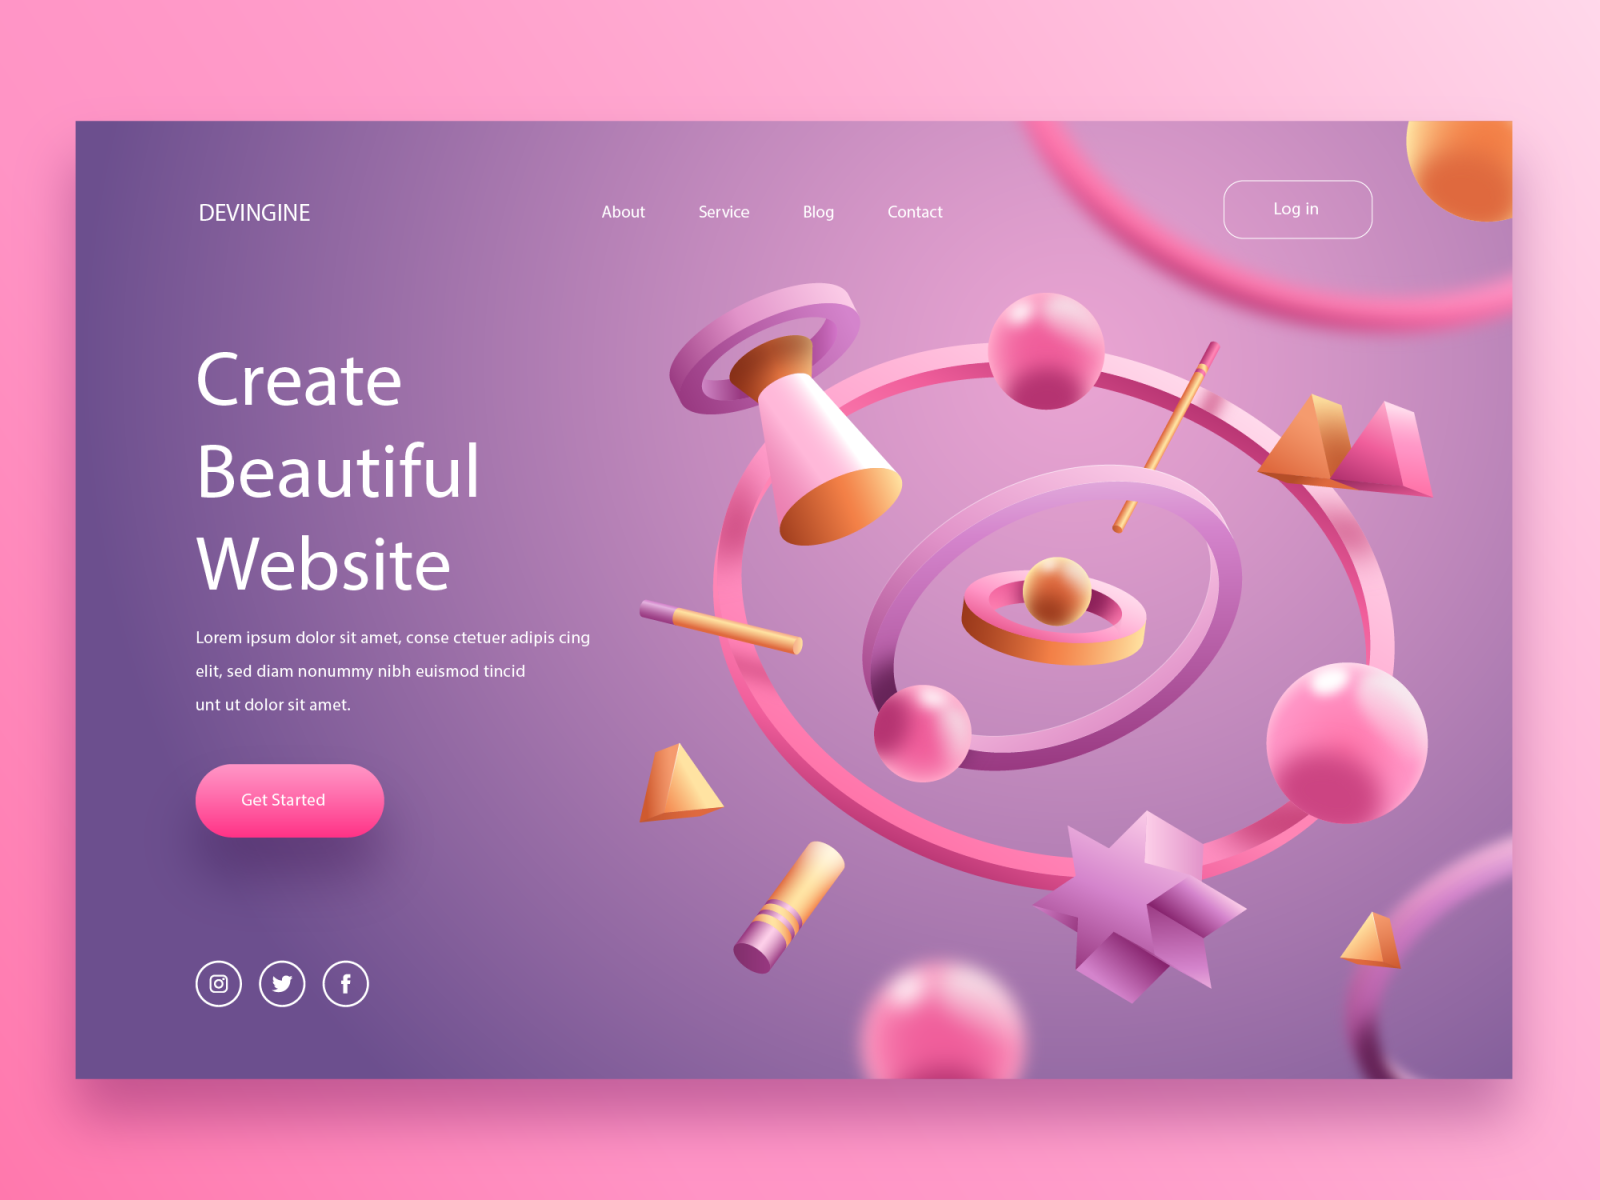 DEVINGINE
About Service Blog Contact
Log in
Create
Beautiful
Website
Lorem ipsum dolor sit amet, conse ctetuer adipis cing
elit, sed diam nonummy nibh euismod tincid
unt ut dolor sit amet.
Get Started